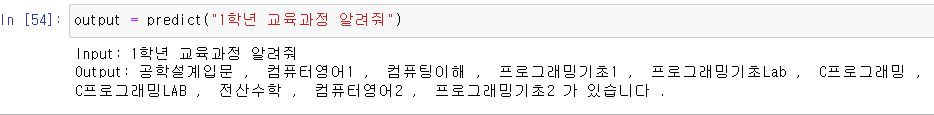 In [54]: output = predict("1학년 교육과정 알려줘")
Input: 1학년 교육과정 알려줘
Output: 공학설계입문 , 컴퓨터영어1 , 컴퓨팅이해 , 프로그래밍기초1 , 프로그래밍기초Lab , C프로그래밍 ,
C프로그래밍LAB , 전산수학 , 컴퓨터영어2 , 프로그래밍기초2 가 있습니다 .